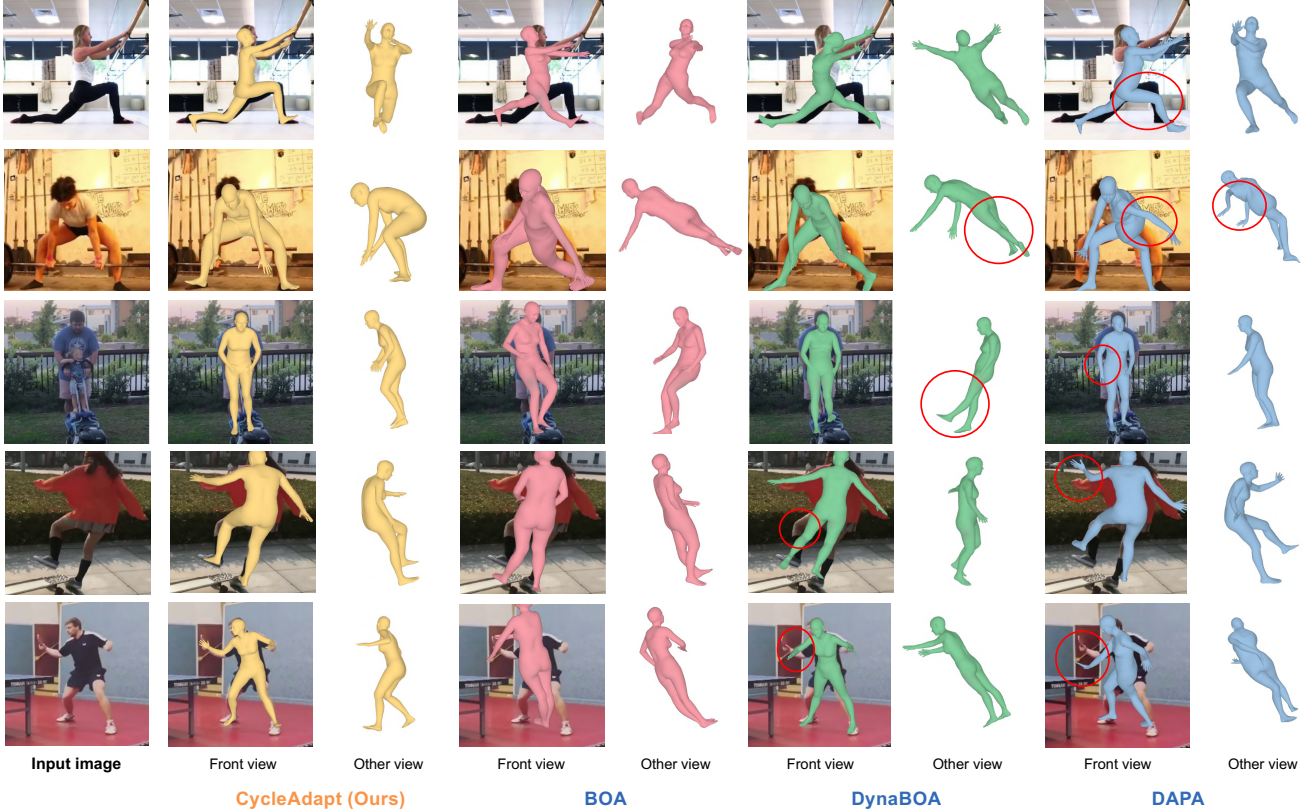 Input image
Front view
Other view
Front view
Other view
Front view
Other view
Front view
Other view
CycleAdapt (Ours)
BOA
DynaBOA
DAPA